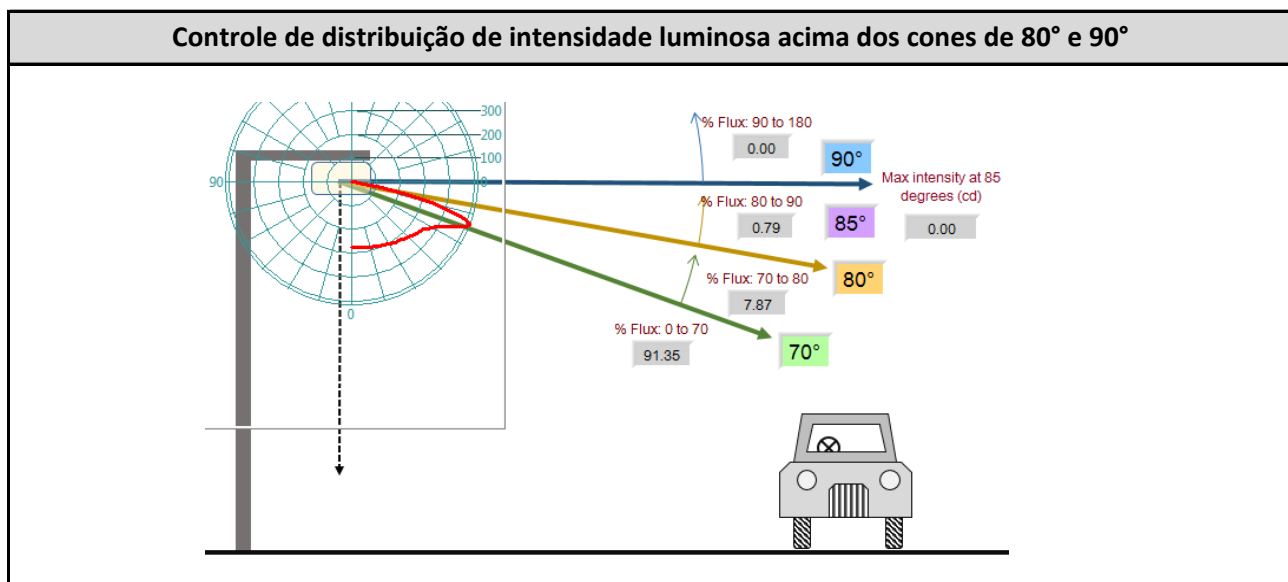 Controle de distribuição de intensidade luminosa acima dos cones de 80° e 90°
300
200
100
0
90
0
% Flux: 90 to 180
0.00
90°
Max intensity at 85
degrees (cd)
0.00
% Flux: 80 to 90
0.79
85°
80°
% Flux: 70 to 80
7.87
% Flux: 0 to 70
91.35
70°